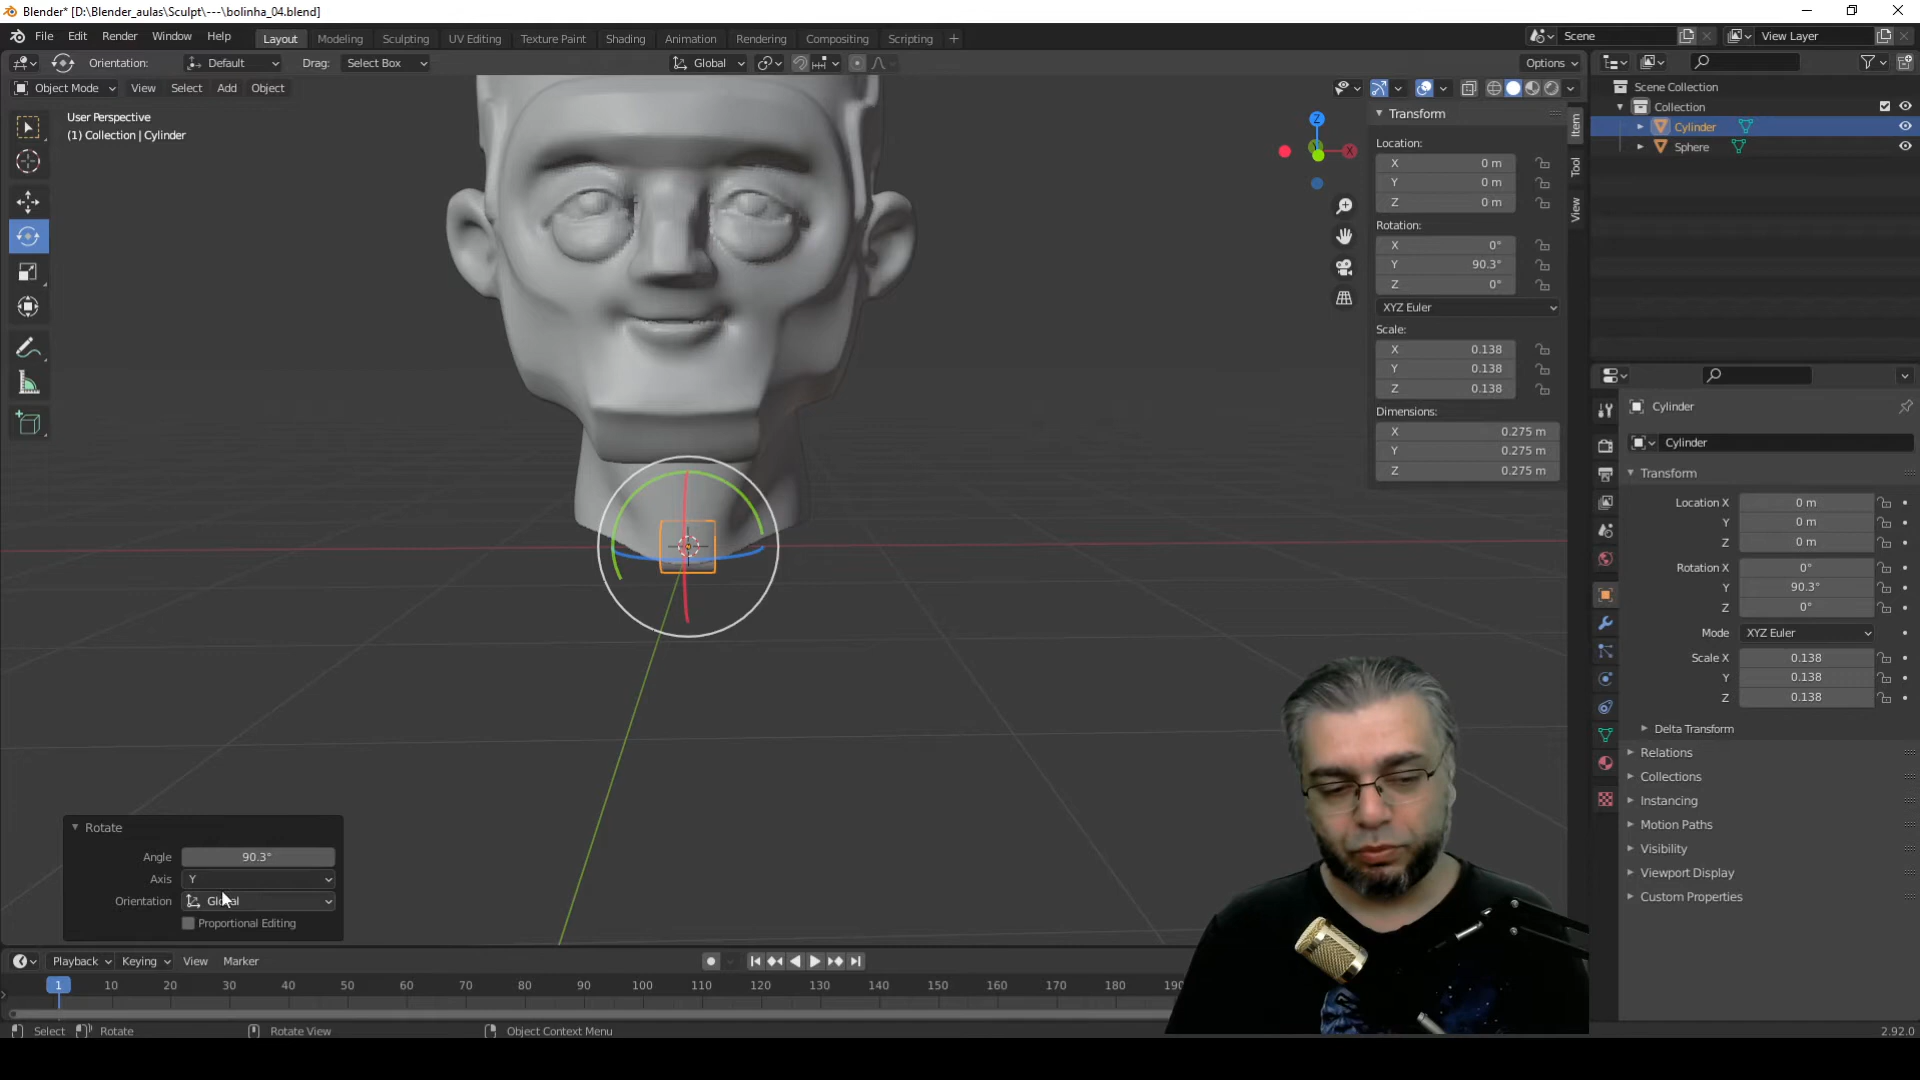 Blender* [D:\Blender_aulas\Sculpt\---\bolinha_04.blend]
File Edit Render Window Help Layout Modeling Sculpting UV Editing Texture Paint Shading Animation Rendering Compositing Scripting + Scene View Layer
Orientation: Default Drag: Select Box Global Options
Object Mode View Select Add Object
User Perspective
(1) Collection | Cylinder
Z
X
Transform
Location:
X 0 m
Y 0 m
Z 0 m
Rotation:
X 0°
Y 90.3°
Z 0°
XYZ Euler
Scale:
X 0.138
Y 0.138
Z 0.138
Dimensions:
X 0.275 m
Y 0.275 m
Z 0.275 m
Item
Tool
View
Scene Collection
Collection
Cylinder
Sphere
Cylinder
Cylinder
Transform
Location X 0 m
Y 0 m
Z 0 m
Rotation X 0°
Y 90.3°
Z 0°
Mode XYZ Euler
Scale X 0.138
Y 0.138
Z 0.138
Delta Transform
Relations
Collections
Instancing
Motion Paths
Visibility
Viewport Display
Custom Properties
Rotate
Angle 90.3°
Axis Y
Orientation Global
Proportional Editing
Playback Keying View Marker
1 10 20 30 40 50 60 70 80 90 100 110 120 130 140 150 160 170 180 190
Select Rotate Rotate View Object Context Menu 2.92.0